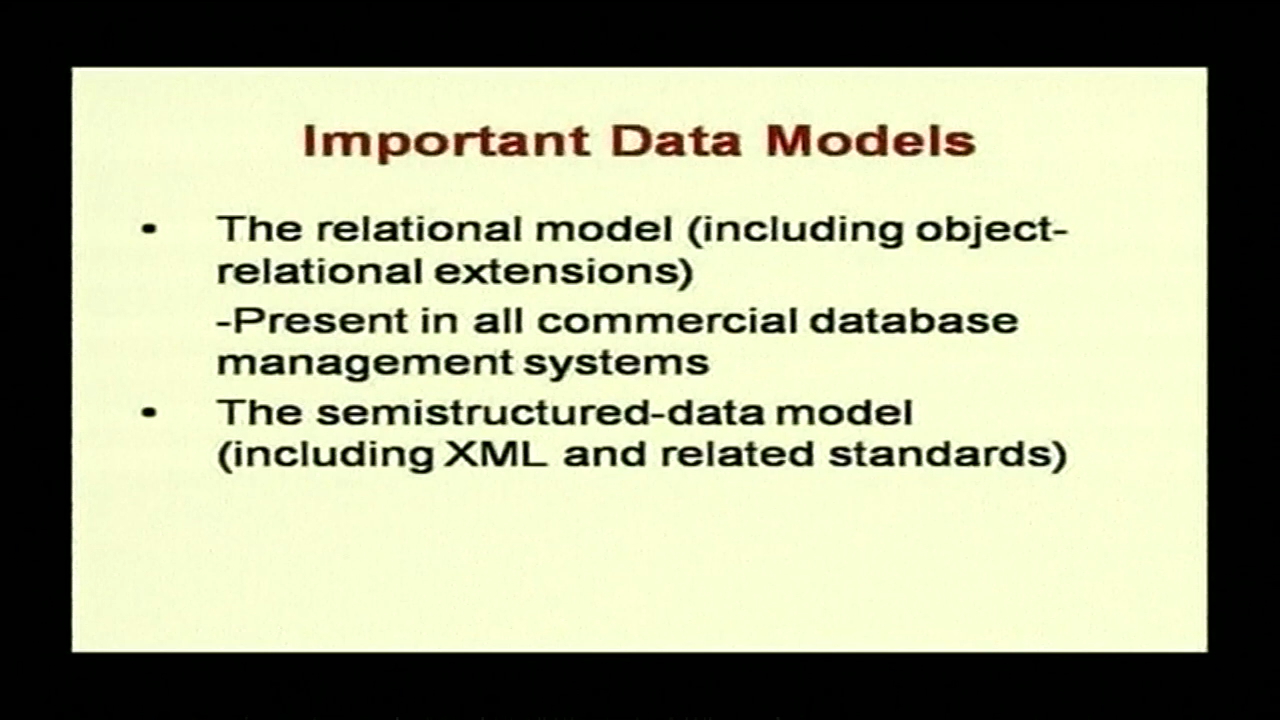 Important Data Models
• The relational model (including object-
relational extensions)
-Present in all commercial database
management systems
• The semistructured-data model
(including XML and related standards)